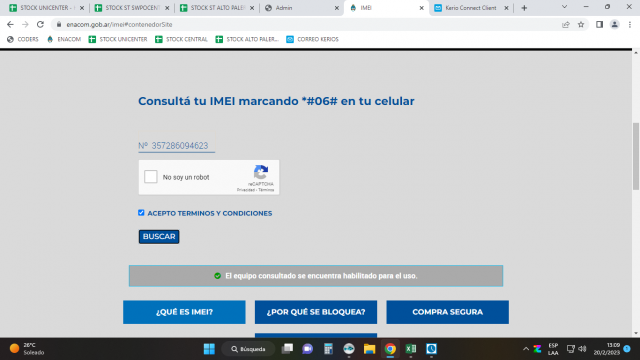 STOCK UNICENTER -
STOCK ST SWPOCEN
STOCK ST ALTO PALE
Admin
IMEI
Kerio Connect Client
enacom.gob.ar/imei#contenedorSite
CODERS
ENACOM
STOCK UNICENTER
STOCK CENTRAL
STOCK ALTO PALER...
CORREO KERIOS
Consultá tu IMEI marcando *#06# en tu celular
Nº 357286094623
No soy un robot
reCAPTCHA
Privacidad - Términos
ACEPTO TERMINOS Y CONDICIONES
BUSCAR
El equipo consultado se encuentra habilitado para el uso.
¿QUÉ ES IMEI?
¿POR QUÉ SE BLOQUEA?
COMPRA SEGURA
26°C
Soleado
Búsqueda
ESP
LAA
13:09
20/2/2023